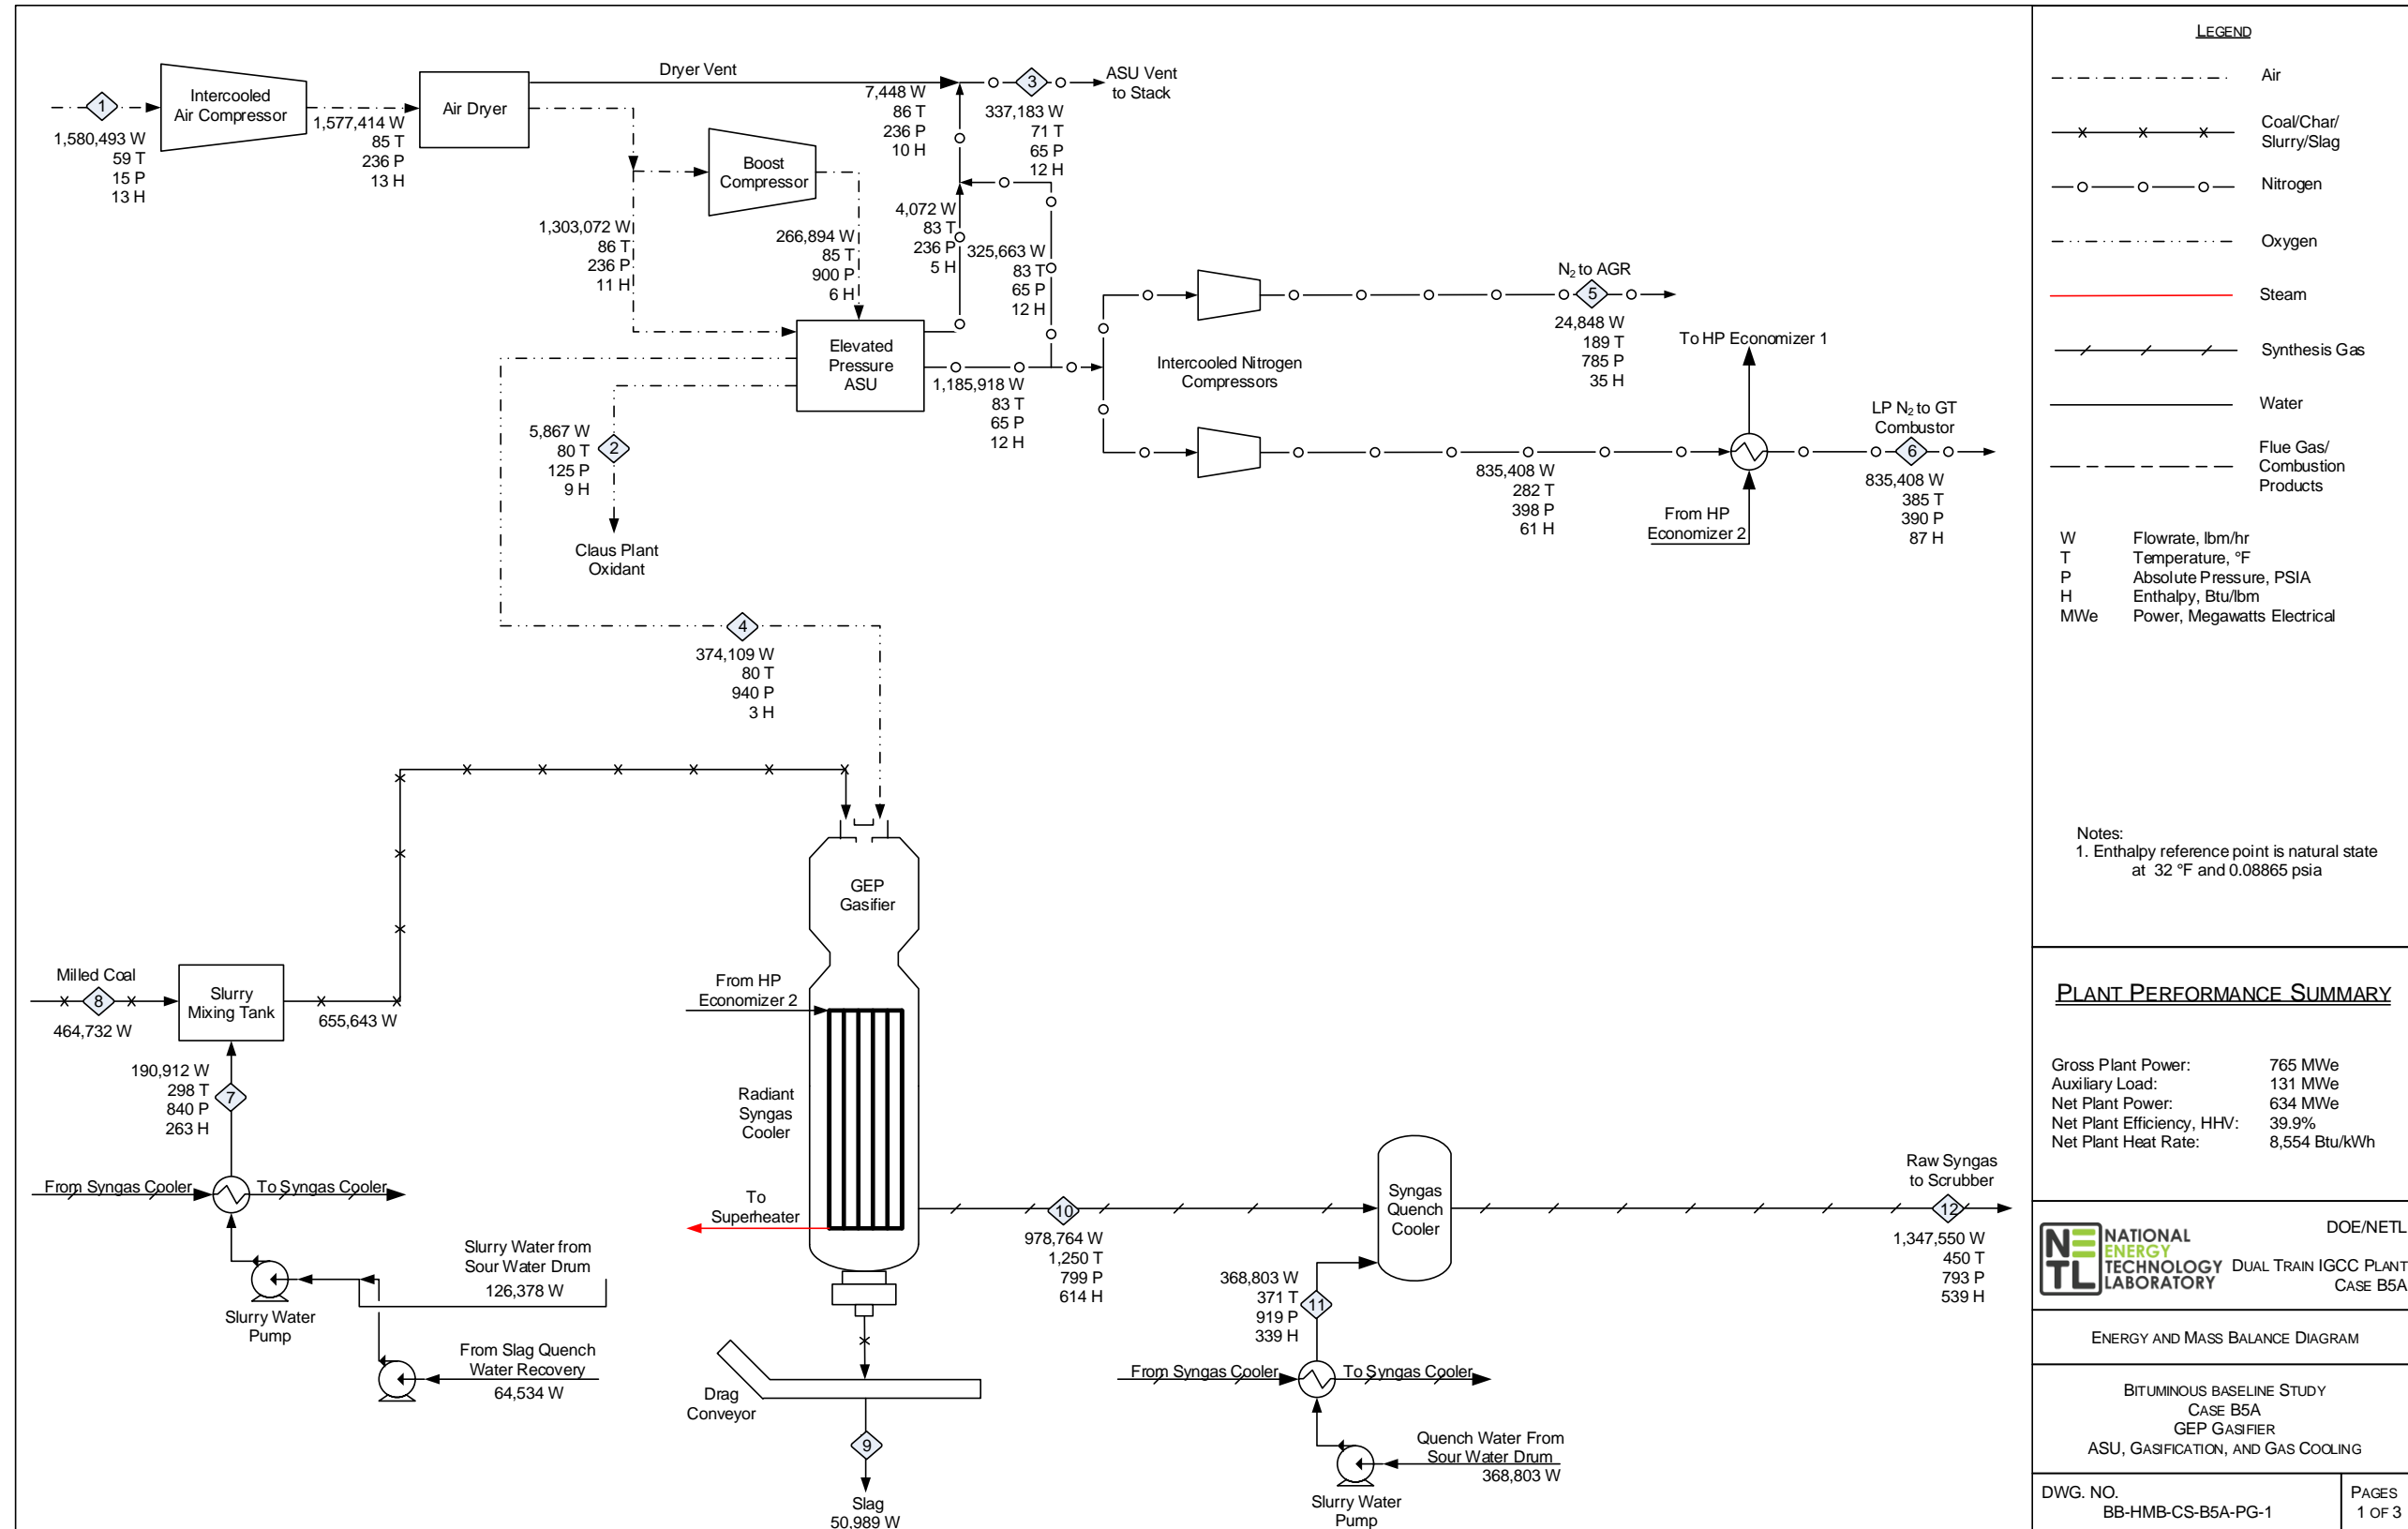 Dryer Vent
Intercooled
Air Compressor
Air Dryer
Boost
Compressor
1
1,580,493 W
59 T
15 P
13 H
1,577,414 W
85 T
236 P
13 H
7,448 W
86 T
236 P
10 H
3
ASU Vent
to Stack
337,183 W
71 T
65 P
12 H
1,303,072 W
86 T
236 P
11 H
266,894 W
85 T
900 P
6 H
4,072 W
83 T
236 P
5 H
325,663 W
83 T
65 P
12 H
Elevated
Pressure
ASU
1,185,918 W
83 T
65 P
12 H
Intercooled Nitrogen
Compressors
N2 to AGR
5
24,848 W
189 T
785 P
35 H
To HP Economizer 1
835,408 W
282 T
398 P
61 H
From HP
Economizer 2
LP N2 to GT
Combustor
6
835,408 W
385 T
390 P
87 H
5,867 W
80 T
125 P
9 H
2
Claus Plant
Oxidant
4
374,109 W
80 T
940 P
3 H
GEP
Gasifier
Milled Coal
8
464,732 W
Slurry
Mixing Tank
655,643 W
190,912 W
298 T
840 P
263 H
7
From Syngas Cooler
To Syngas Cooler
Slurry Water from
Sour Water Drum
126,378 W
Slurry Water
Pump
From Slag Quench
Water Recovery
64,534 W
From HP
Economizer 2
Radiant
Syngas
Cooler
To
Superheater
Drag
Conveyor
9
Slag
50,989 W
10
978,764 W
1,250 T
799 P
614 H
Syngas
Quench
Cooler
368,803 W
371 T
919 P
339 H
11
From Syngas Cooler
To Syngas Cooler
Quench Water From
Sour Water Drum
368,803 W
Slurry Water
Pump
Raw Syngas
to Scrubber
12
1,347,550 W
450 T
793 P
539 H
LEGEND
Air
Coal/Char/
Slurry/Slag
Nitrogen
Oxygen
Steam
Synthesis Gas
Water
Flue Gas/
Combustion
Products
W Flowrate, lbm/hr
T Temperature, °F
P Absolute Pressure, PSIA
H Enthalpy, Btu/lbm
MWe Power, Megawatts Electrical
Notes:
1. Enthalpy reference point is natural state
at 32 °F and 0.08865 psia
PLANT PERFORMANCE SUMMARY
Gross Plant Power: 765 MWe
Auxiliary Load: 131 MWe
Net Plant Power: 634 MWe
Net Plant Efficiency, HHV: 39.9%
Net Plant Heat Rate: 8,554 Btu/kWh
NETL
NATIONAL
ENERGY
TECHNOLOGY
LABORATORY
DOE/NETL
DUAL TRAIN IGCC PLANT
CASE B5A
ENERGY AND MASS BALANCE DIAGRAM
BITUMINOUS BASELINE STUDY
CASE B5A
GEP GASIFIER
ASU, GASIFICATION, AND GAS COOLING
DWG. NO.
BB-HMB-CS-B5A-PG-1
PAGES
1 OF 3